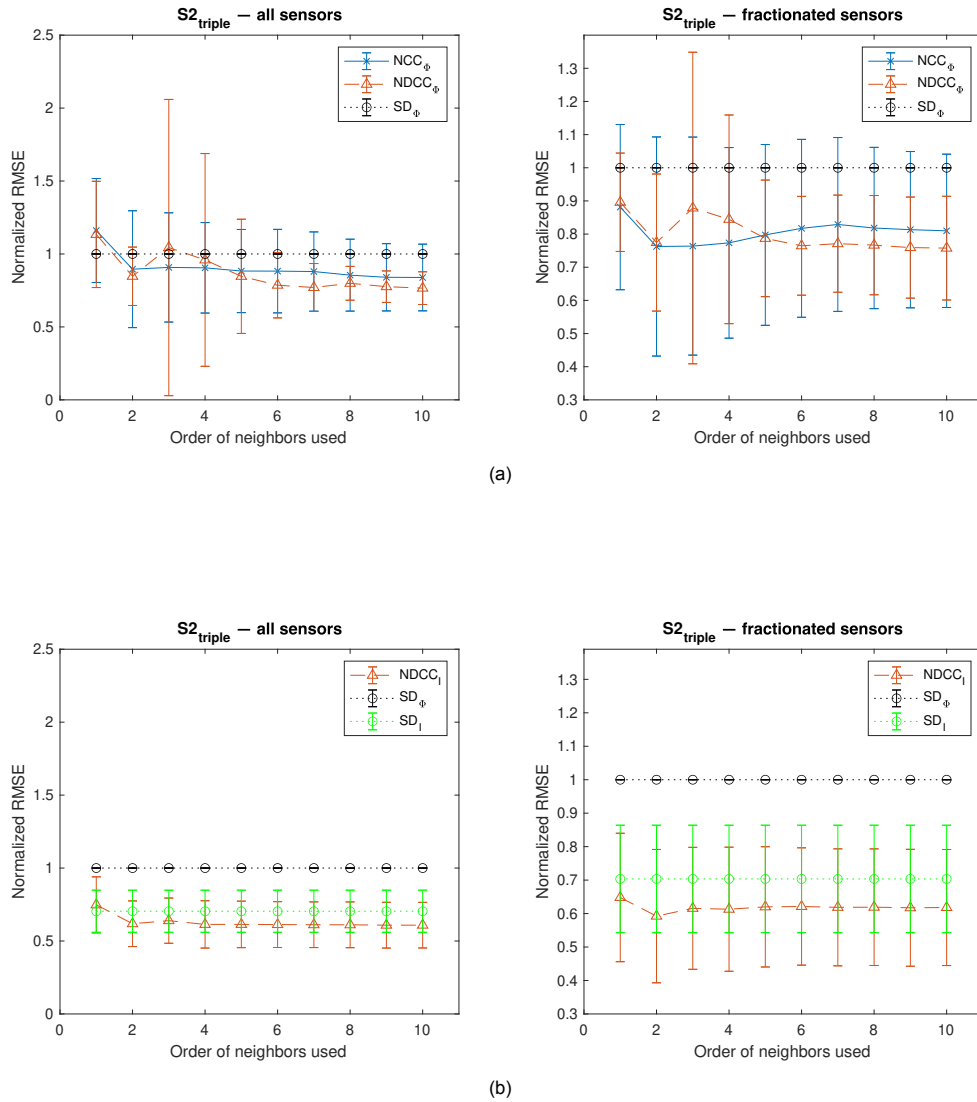 S2triple — all sensors
2.5
2
1.5
1
0.5
0
Normalized RMSE
0 2 4 6 8 10
Order of neighbors used
NCCΦ
NDCCΦ
SDΦ
S2triple — fractionated sensors
1.3
1.2
1.1
1
0.9
0.8
0.7
0.6
0.5
0.4
0.3
Normalized RMSE
0 2 4 6 8 10
Order of neighbors used
NCCΦ
NDCCΦ
SDΦ
(a)
S2triple — all sensors
2.5
2
1.5
1
0.5
0
Normalized RMSE
0 2 4 6 8 10
Order of neighbors used
NDCCI
SDΦ
SDI
S2triple — fractionated sensors
1.3
1.2
1.1
1
0.9
0.8
0.7
0.6
0.5
0.4
0.3
Normalized RMSE
0 2 4 6 8 10
Order of neighbors used
NDCCI
SDΦ
SDI
(b)